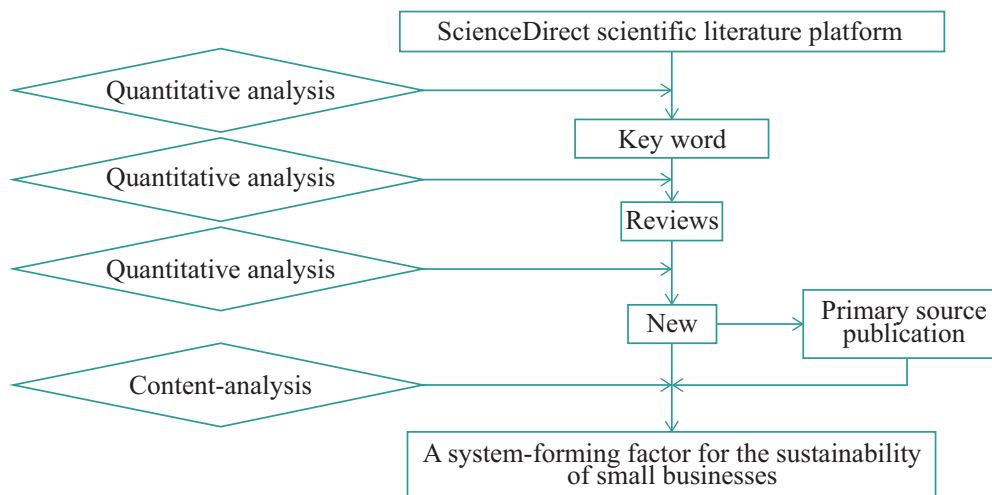 ScienceDirect scientific literature platform
Quantitative analysis
Key word
Quantitative analysis
Reviews
Quantitative analysis
New
Primary source
publication
Content-analysis
A system-forming factor for the sustainability
of small businesses